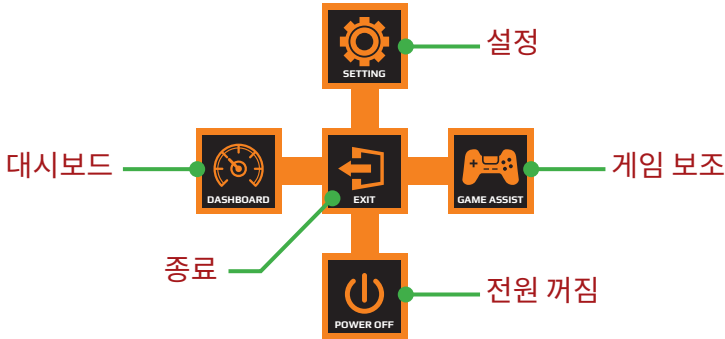 설정
SETTING
대시보드
DASHBOARD
EXIT
GAME ASSIST
게임 보조
종료
POWER OFF
전원 꺼짐